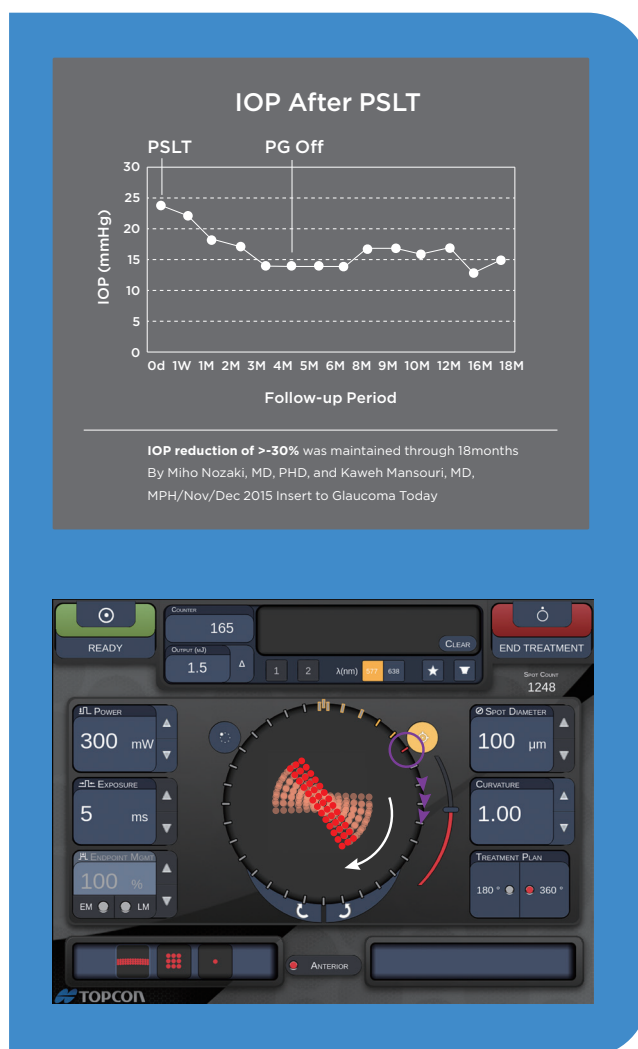 IOP After PSLT
PSLT PG Off
30
25
20
15
10
5
0
IOP (mmHg)
0d 1W 1M 2M 3M 4M 5M 6M 8M 9M 10M 12M 16M 18M
Follow-up Period
IOP reduction of >-30% was maintained through 18months
By Miho Nozaki, MD, PHD, and Kaweh Mansouri, MD,
MPH/Nov/Dec 2015 Insert to Glaucoma Today
READY
Counter
165
Output (mJ)
1.5 Δ
Clear
1 2 λ(nm) 577 638
END TREATMENT
Spot Count
1248
Power
300 mW
Exposure
5 ms
Endpoint Mgmt
100 %
EM LM
Spot Diameter
100 μm
Curvature
1.00
Treatment Plan
180 ° 360 °
Anterior
TOPCON